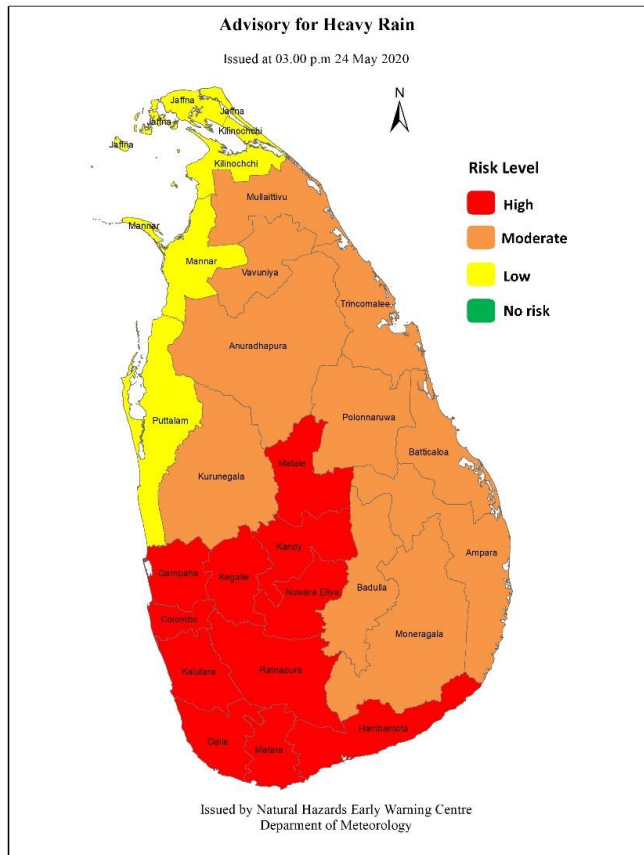 Advisory for Heavy Rain
Issued at 03.00 p.m 24 May 2020
N
Jaffna
Jaffna
Jaffna
Kilinochchi
Jaffna
Kilinochchi
Risk Level
High
Moderate
Low
No risk
Mullaittivu
Mannar
Mannar
Vavuniya
Trincomalee
Anuradhapura
Polonnaruwa
Puttalam
Batticaloa
Matale
Kurunegala
Kandy
Ampara
Gampaha
Kegalle
Nuwara Eliya
Badulla
Colombo
Moneragala
Kalutara
Ratnapura
Hambantota
Galle
Matara
Issued by Natural Hazards Early Warning Centre
Deparment of Meteorology